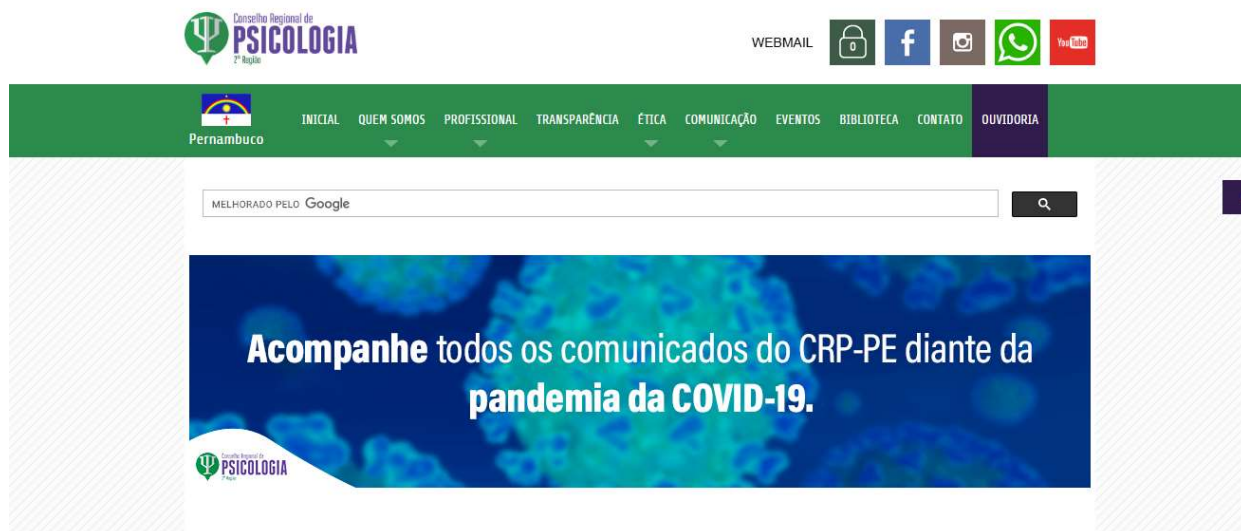 Conselho Regional de
PSICOLOGIA
2ª Região
WEBMAIL
You Tube
Pernambuco
INICIAL QUEM SOMOS PROFISSIONAL TRANSPARÊNCIA ÉTICA COMUNICAÇÃO EVENTOS BIBLIOTECA CONTATO OUVIDORIA
MELHORADO PELO Google
Acompanhe todos os comunicados do CRP-PE diante da
pandemia da COVID-19.
Conselho Regional de
PSICOLOGIA
2ª Região